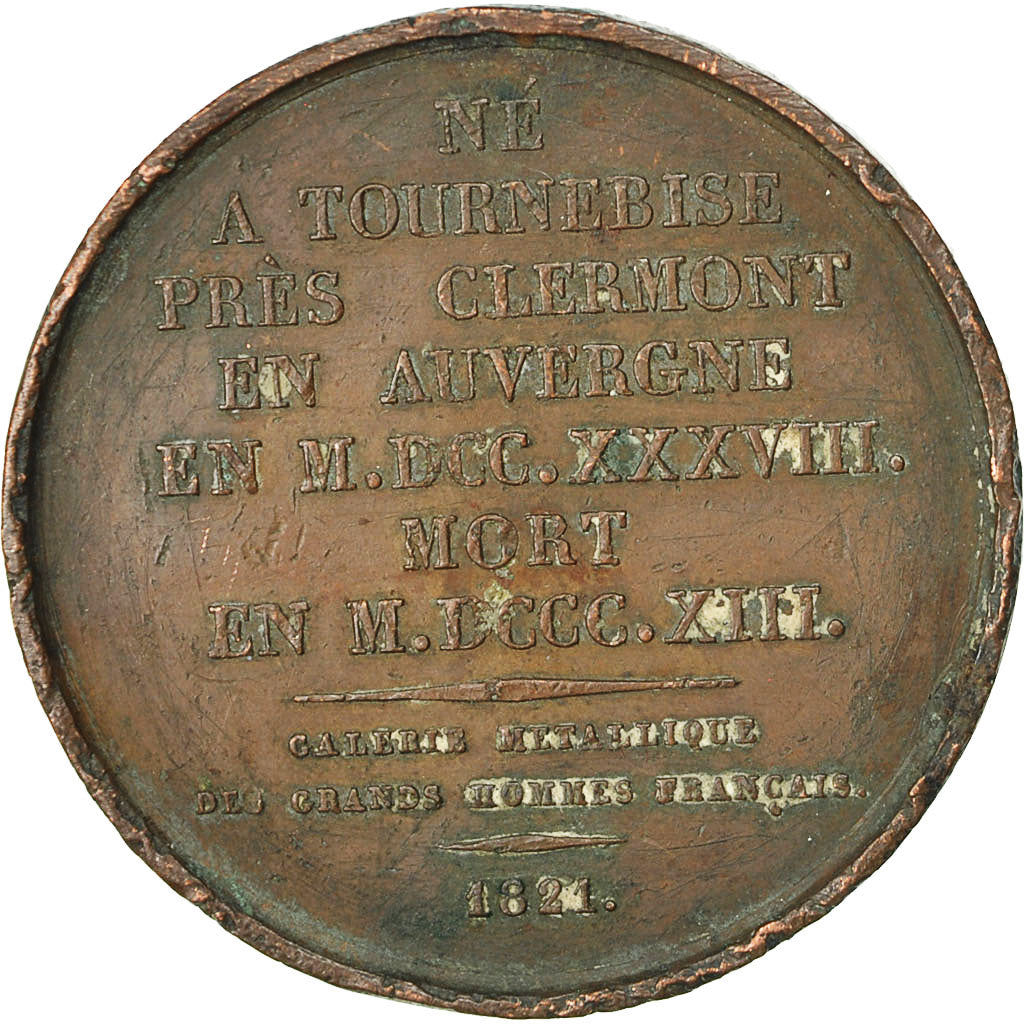 NÉ
A TOURNEBISE
PRÈS CLERMONT
EN AUVERGNE
EN M.DCC.XXXVIII.
MORT
EN M.DCCC.XIII.
GALERIE METALLIQUE
DES GRANDS HOMMES FRANÇAIS.
1821.